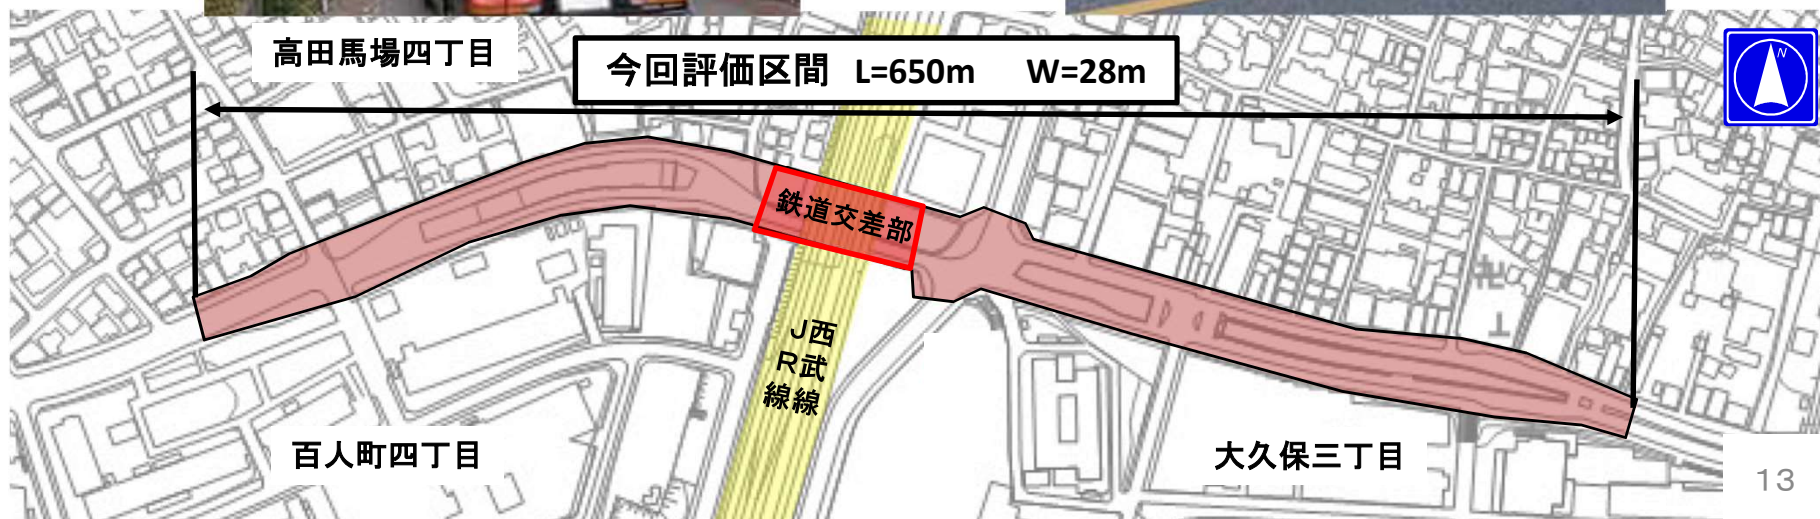 高田馬場四丁目
今回評価区間 L=650m W=28m
N
鉄道交差部
JR線
西武線
百人町四丁目
大久保三丁目
13